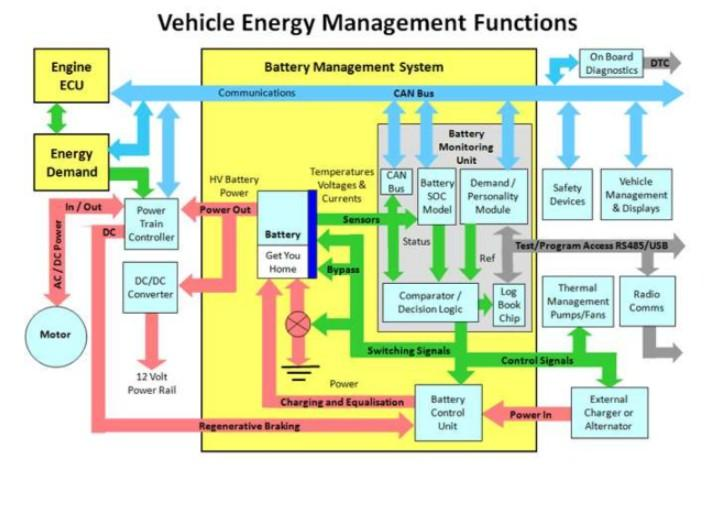 Vehicle Energy Management Functions
Engine
ECU
Battery Management System
On Board
Diagnostics
DTC
Communications
CAN Bus
Energy
Demand
Battery
Monitoring
Unit
HV Battery
Power
Temperatures
Voltages &
Currents
CAN
Bus
Battery
SOC
Model
Demand /
Personality
Module
Safety
Devices
Vehicle
Management
& Displays
In / Out
Power Out
Power
Train
Controller
DC
AC / DC Power
Sensors
Battery
Get You
Home
Status
Ref
Test/Program Access RS485/USB
Bypass
DC/DC
Converter
Comparator /
Decision Logic
Log
Book
Chip
Thermal
Management
Pumps/Fans
Radio
Comms
Motor
Switching Signals
Control Signals
12 Volt
Power Rail
Power
Charging and Equalisation
Battery
Control
Unit
Power In
External
Charger or
Alternator
Regenerative Braking